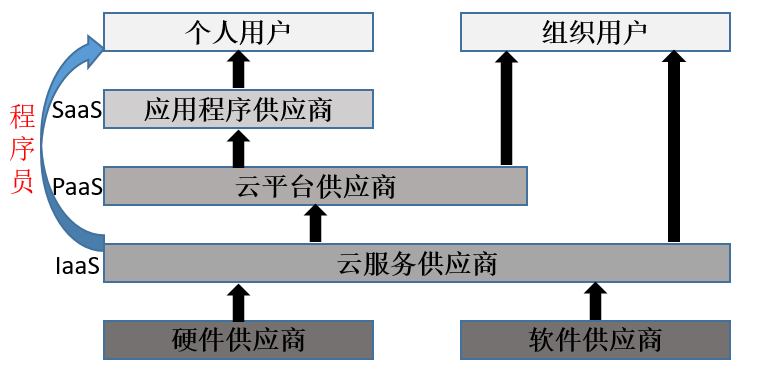 个人用户
组织用户
SaaS
应用程序供应商
程序员
PaaS
云平台供应商
IaaS
云服务供应商
硬件供应商
软件供应商